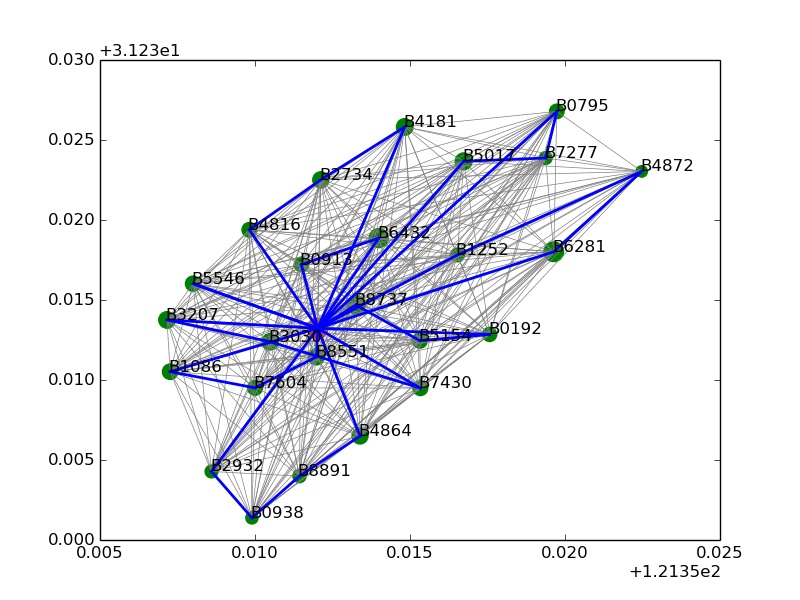 +3.123e1
0.030
B0795
B4181
0.025
B5017
B7277
B4872
B2734
0.020
B4816
B6432
B0913
B1252
B6281
B5546
0.015
B3207
B8737
B3030
B5154
B0192
B8551
B1086
0.010
B7604
B7430
B4864
0.005
B2932
B8891
B0938
0.000
0.005
0.010
0.015
0.020
0.025
+1.2135e2